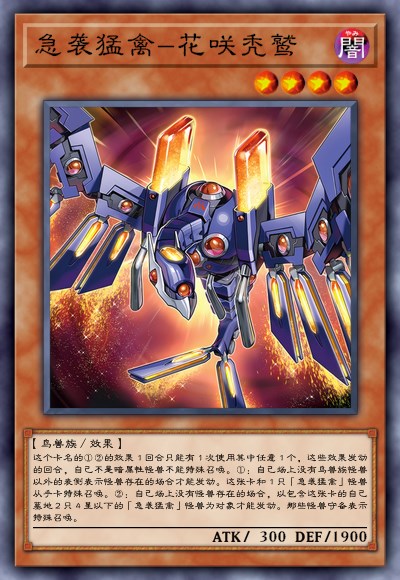 急袭猛禽–花咲秃鹫
やみ
闇
【鸟兽族／效果】
这个卡名的①②的效果1回合只能有1次使用其中任意1个，这些效果发动
的回合，自己不是暗属性怪兽不能特殊召唤。①：自己场上没有鸟兽族怪兽
以外的表侧表示怪兽存在的场合才能发动。这张卡和1只「急袭猛禽」怪兽
从手卡特殊召唤。②：自己场上没有怪兽存在的场合，以包含这张卡的自己
墓地2只4星以下的「急袭猛禽」怪兽为对象才能发动。那些怪兽守备表示
特殊召唤。
ATK/ 300 DEF/1900